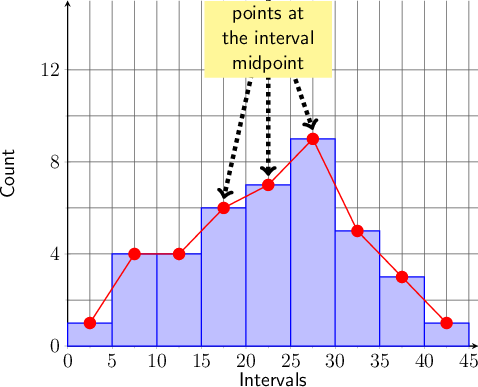 points at
the interval
midpoint
12
8
4
0
Count
0 5 10 15 20 25 30 35 40 45
Intervals